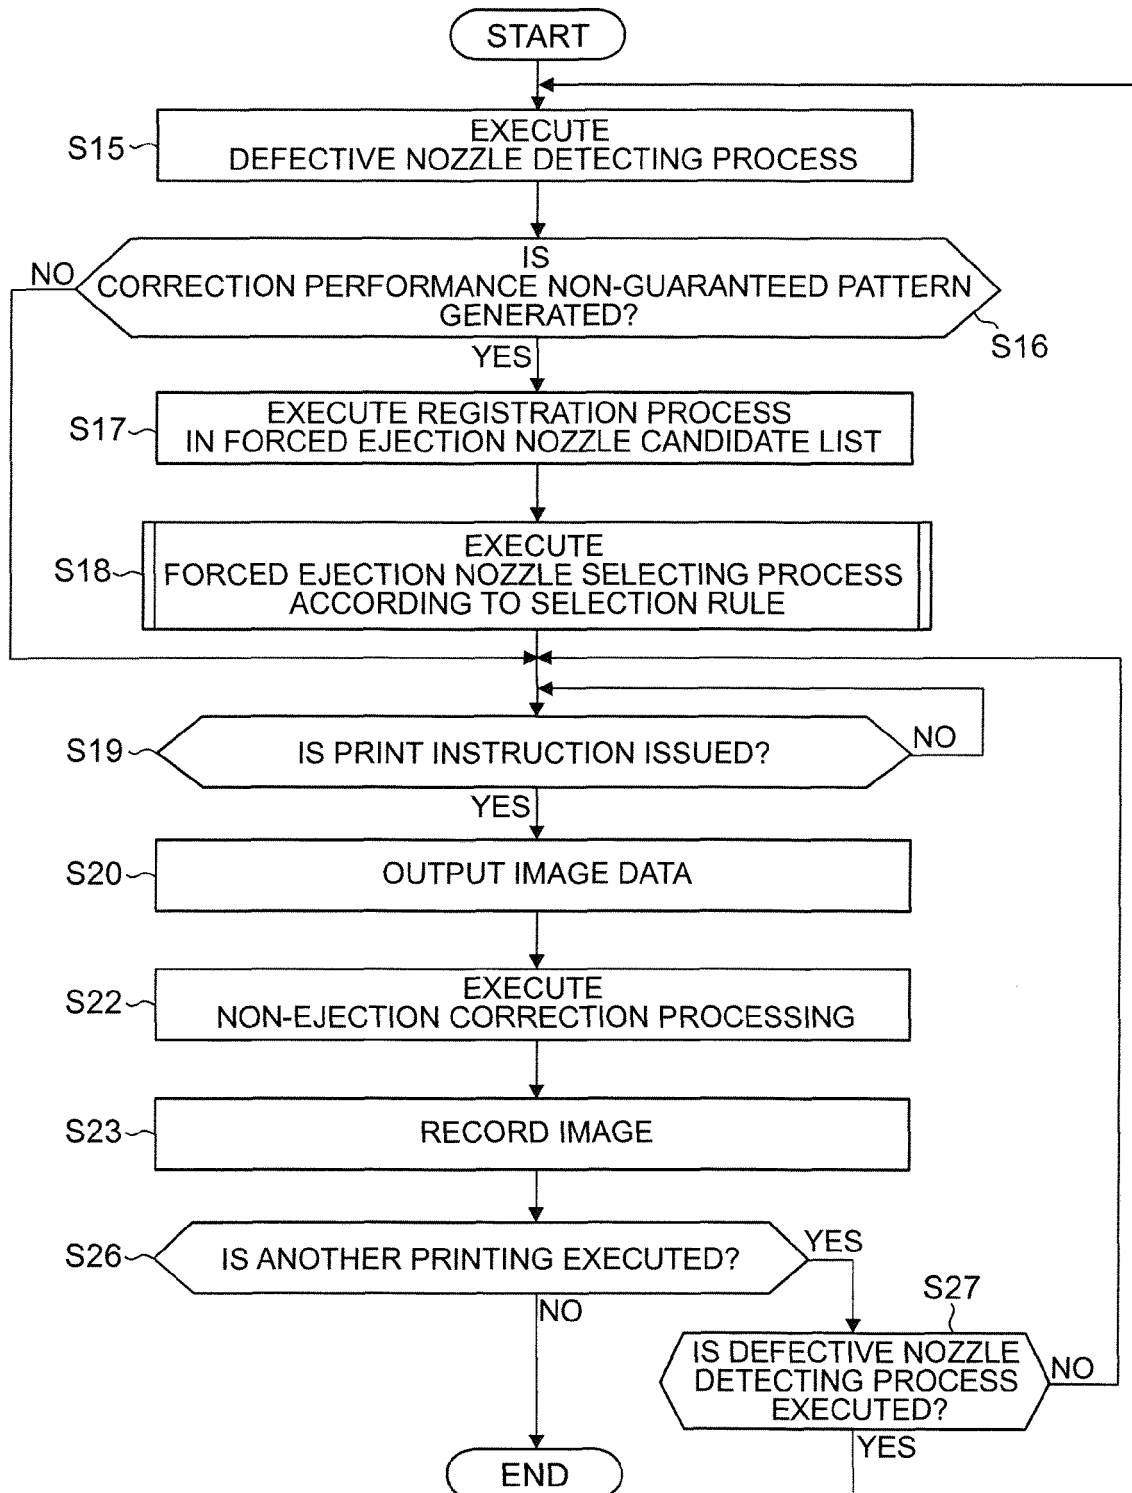 START
S15
EXECUTE
DEFECTIVE NOZZLE DETECTING PROCESS
NO
IS
CORRECTION PERFORMANCE NON-GUARANTEED PATTERN
GENERATED?
S16
YES
S17
EXECUTE REGISTRATION PROCESS
IN FORCED EJECTION NOZZLE CANDIDATE LIST
S18
EXECUTE
FORCED EJECTION NOZZLE SELECTING PROCESS
ACCORDING TO SELECTION RULE
S19
IS PRINT INSTRUCTION ISSUED?
NO
YES
S20
OUTPUT IMAGE DATA
S22
EXECUTE
NON-EJECTION CORRECTION PROCESSING
S23
RECORD IMAGE
S26
IS ANOTHER PRINTING EXECUTED?
YES
NO
S27
IS DEFECTIVE NOZZLE
DETECTING PROCESS
EXECUTED?
NO
YES
END